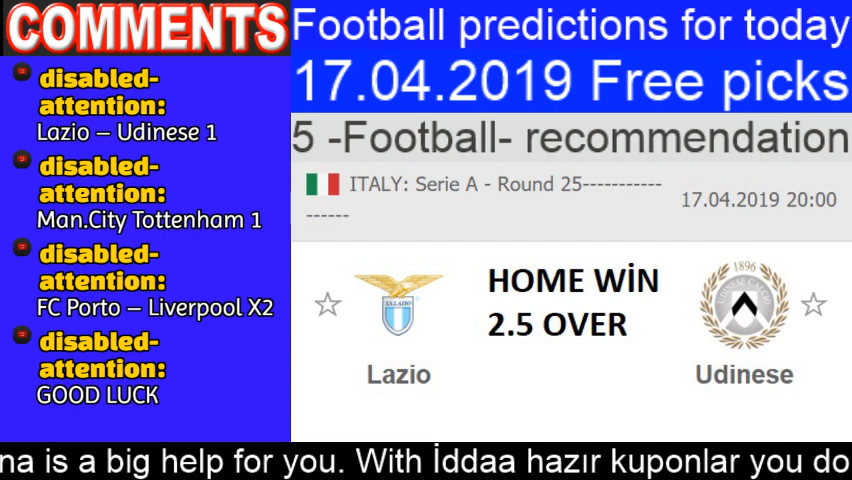 COMMENTS
disabled-
attention:
Lazio – Udinese 1
disabled-
attention:
Man.City Tottenham 1
disabled-
attention:
FC Porto – Liverpool X2
disabled-
attention:
GOOD LUCK
Football predictions for today
17.04.2019 Free picks
5 -Football- recommendation
ITALY: Serie A - Round 25-----------
------
17.04.2019 20:00
HOME WİN
2.5 OVER
S.S.LAZIO
1896
UDINESE CALCIO
Lazio
Udinese
na is a big help for you. With İddaa hazır kuponlar you do